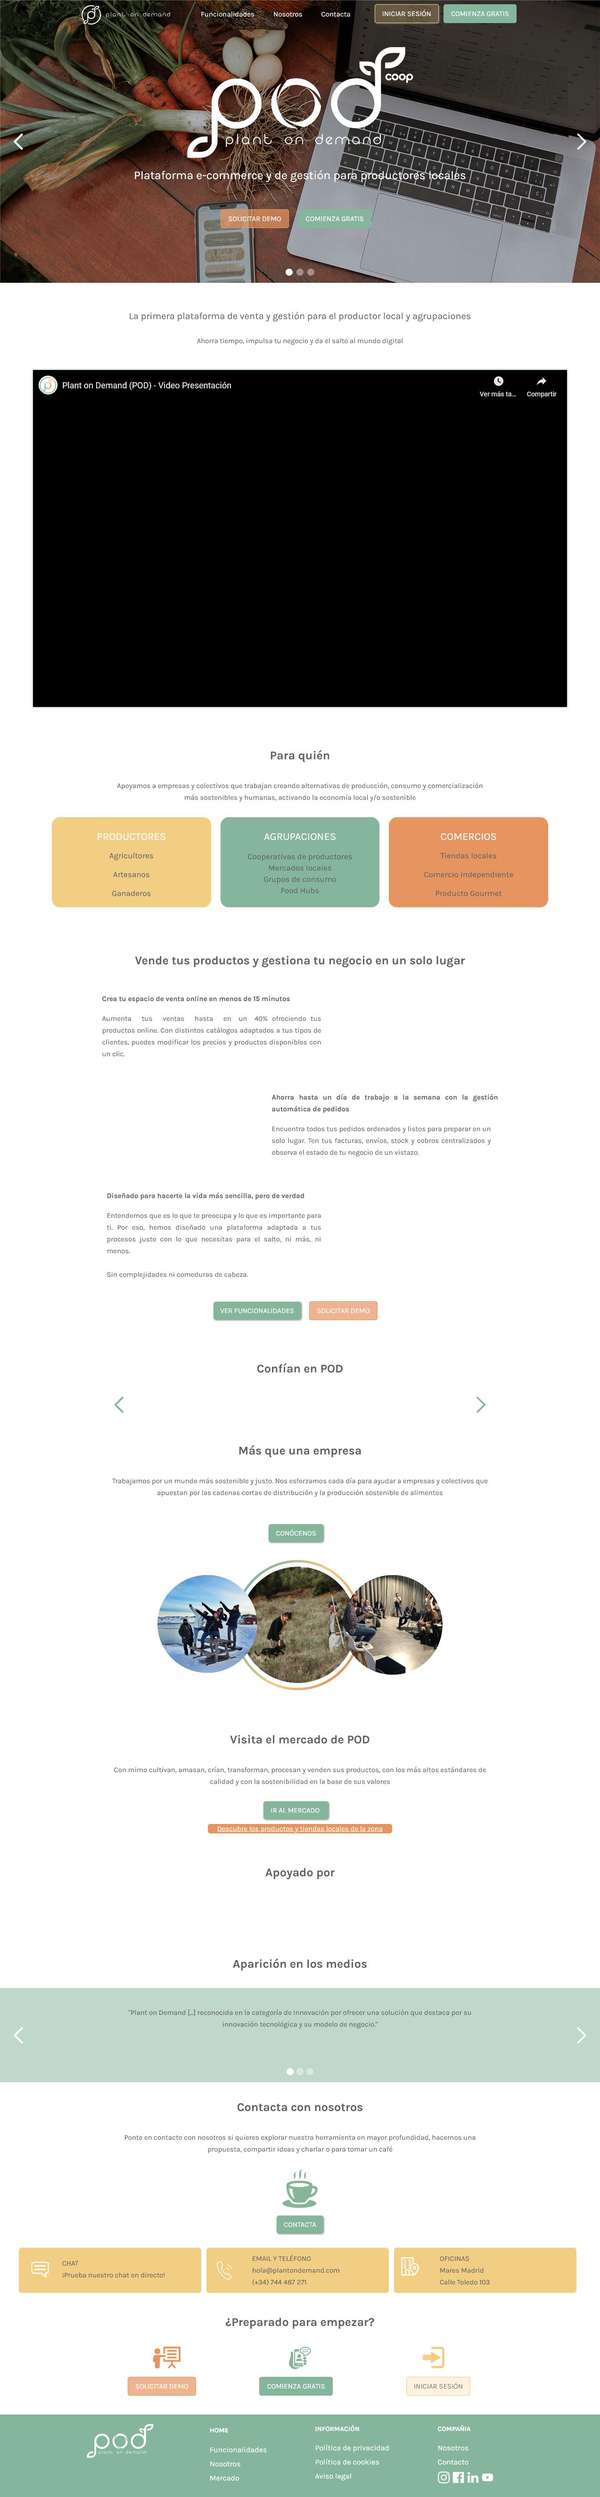 plant on demand
Funcionalidades
Nosotros
Contacta
INICIAR SESIÓN
COMIENZA GRATIS
pod
coop
plant on demand
Plataforma e-commerce y de gestión para productores locales
SOLICITAR DEMO
COMIENZA GRATIS
La primera plataforma de venta y gestión para el productor local y agrupaciones
Ahorra tiempo, impulsa tu negocio y da el salto al mundo digital
Plant on Demand (POD) - Video Presentación
Ver más ta...
Compartir
Para quién
Apoyamos a empresas y colectivos que trabajan creando alternativas de producción, consumo y comercialización
más sostenibles y humanas, activando la economía local y/o sostenible
PRODUCTORES
Agricultores
Artesanos
Ganaderos
AGRUPACIONES
Cooperativas de productores
Mercados locales
Grupos de consumo
Food Hubs
COMERCIOS
Tiendas locales
Comercio Independiente
Producto Gourmet
Vende tus productos y gestiona tu negocio en un solo lugar
Crea tu espacio de venta online en menos de 15 minutos
Aumenta tus ventas hasta en un 40% ofreciendo tus
productos online. Con distintos catálogos adaptados a tus tipos de
clientes, puedes modificar los precios y productos disponibles con
un clic.
Ahorra hasta un día de trabajo a la semana con la gestión
automática de pedidos
Encuentra todos tus pedidos ordenados y listos para preparar en un
solo lugar. Ten tus facturas, envíos, stock y cobros centralizados y
observa el estado de tu negocio de un vistazo.
Diseñado para hacerte la vida más sencilla, pero de verdad
Entendemos que es lo que te preocupa y lo que es importante para
ti. Por eso, hemos diseñado una plataforma adaptada a tus
procesos justo con lo que necesitas para el salto, ni más, ni
menos.
Sin complejidades ni comeduras de cabeza.
VER FUNCIONALIDADES
SOLICITAR DEMO
Confían en POD
Más que una empresa
Trabajamos por un mundo más sostenible y justo. Nos esforzamos cada día para ayudar a empresas y colectivos que
apuestan por las cadenas cortas de distribución y la producción sostenible de alimentos
CONÓCENOS
Visita el mercado de POD
Con mimo cultivan, amasan, crían, transforman, procesan y venden sus productos, con los más altos estándares de
calidad y con la sostenibilidad en la base de sus valores
IR AL MERCADO
Descubre los productos y tiendas locales de la zona
Apoyado por
Aparición en los medios
"Plant on Demand [...] reconocida en la categoría de Innovación por ofrecer una solución que destaca por su
innovación tecnológica y su modelo de negocio."
Contacta con nosotros
Ponte en contacto con nosotros si quieres explorar nuestra herramienta en mayor profundidad, hacernos una
propuesta, compartir ideas y charlar o para tomar un café
CONTACTA
CHAT
¡Prueba nuestro chat en directo!
EMAIL Y TELÉFONO
hola@plantondemand.com
(+34) 744 487 271
OFICINAS
Mares Madrid
Calle Toledo 103
¿Preparado para empezar?
SOLICITAR DEMO
COMIENZA GRATIS
INICIAR SESIÓN
pod
plant on demand
HOME
Funcionalidades
Nosotros
Mercado
INFORMACIÓN
Política de privacidad
Política de cookies
Aviso legal
COMPAÑIA
Nosotros
Contacto